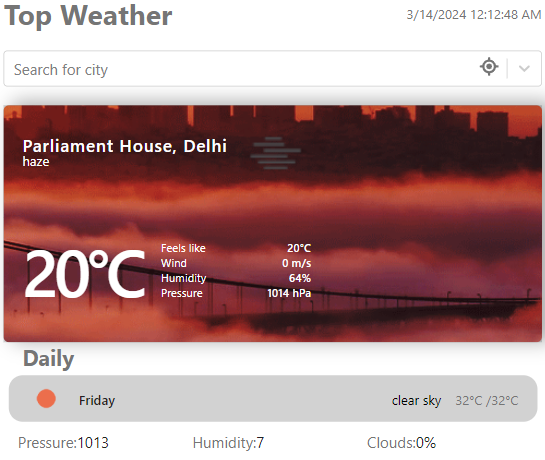 Top Weather
3/14/2024 12:12:48 AM
Search for city
Parliament House, Delhi
haze
20°C
Feels like 20°C
Wind 0 m/s
Humidity 64%
Pressure 1014 hPa
Daily
Friday clear sky 32°C /32°C
Pressure:1013 Humidity:7 Clouds:0%